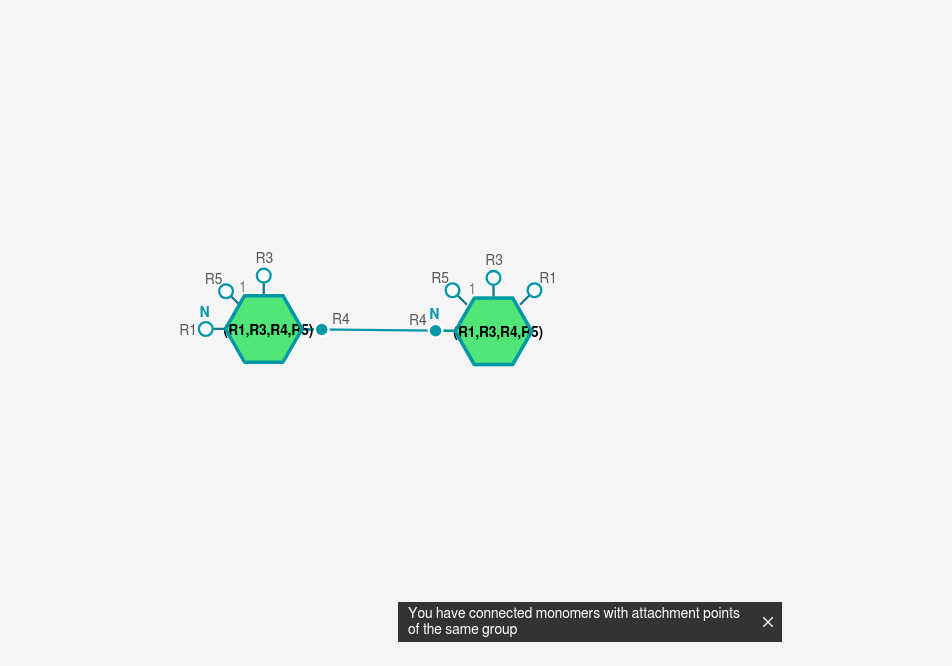 R3
R3
R5
1
R5
1
R1
N
N
R1
(R1,R3,R4,R5)
R4
R4
(R1,R3,R4,R5)
You have connected monomers with attachment points
of the same group